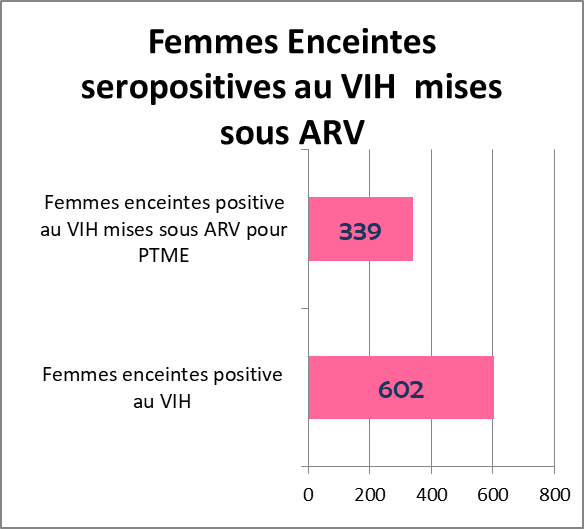 Femmes Enceintes
seropositives au VIH  mises
sous ARV
Femmes enceintes positive
au VIH mises sous ARV pour
PTME
339
Femmes enceintes positive
au VIH
602
0 200 400 600 800